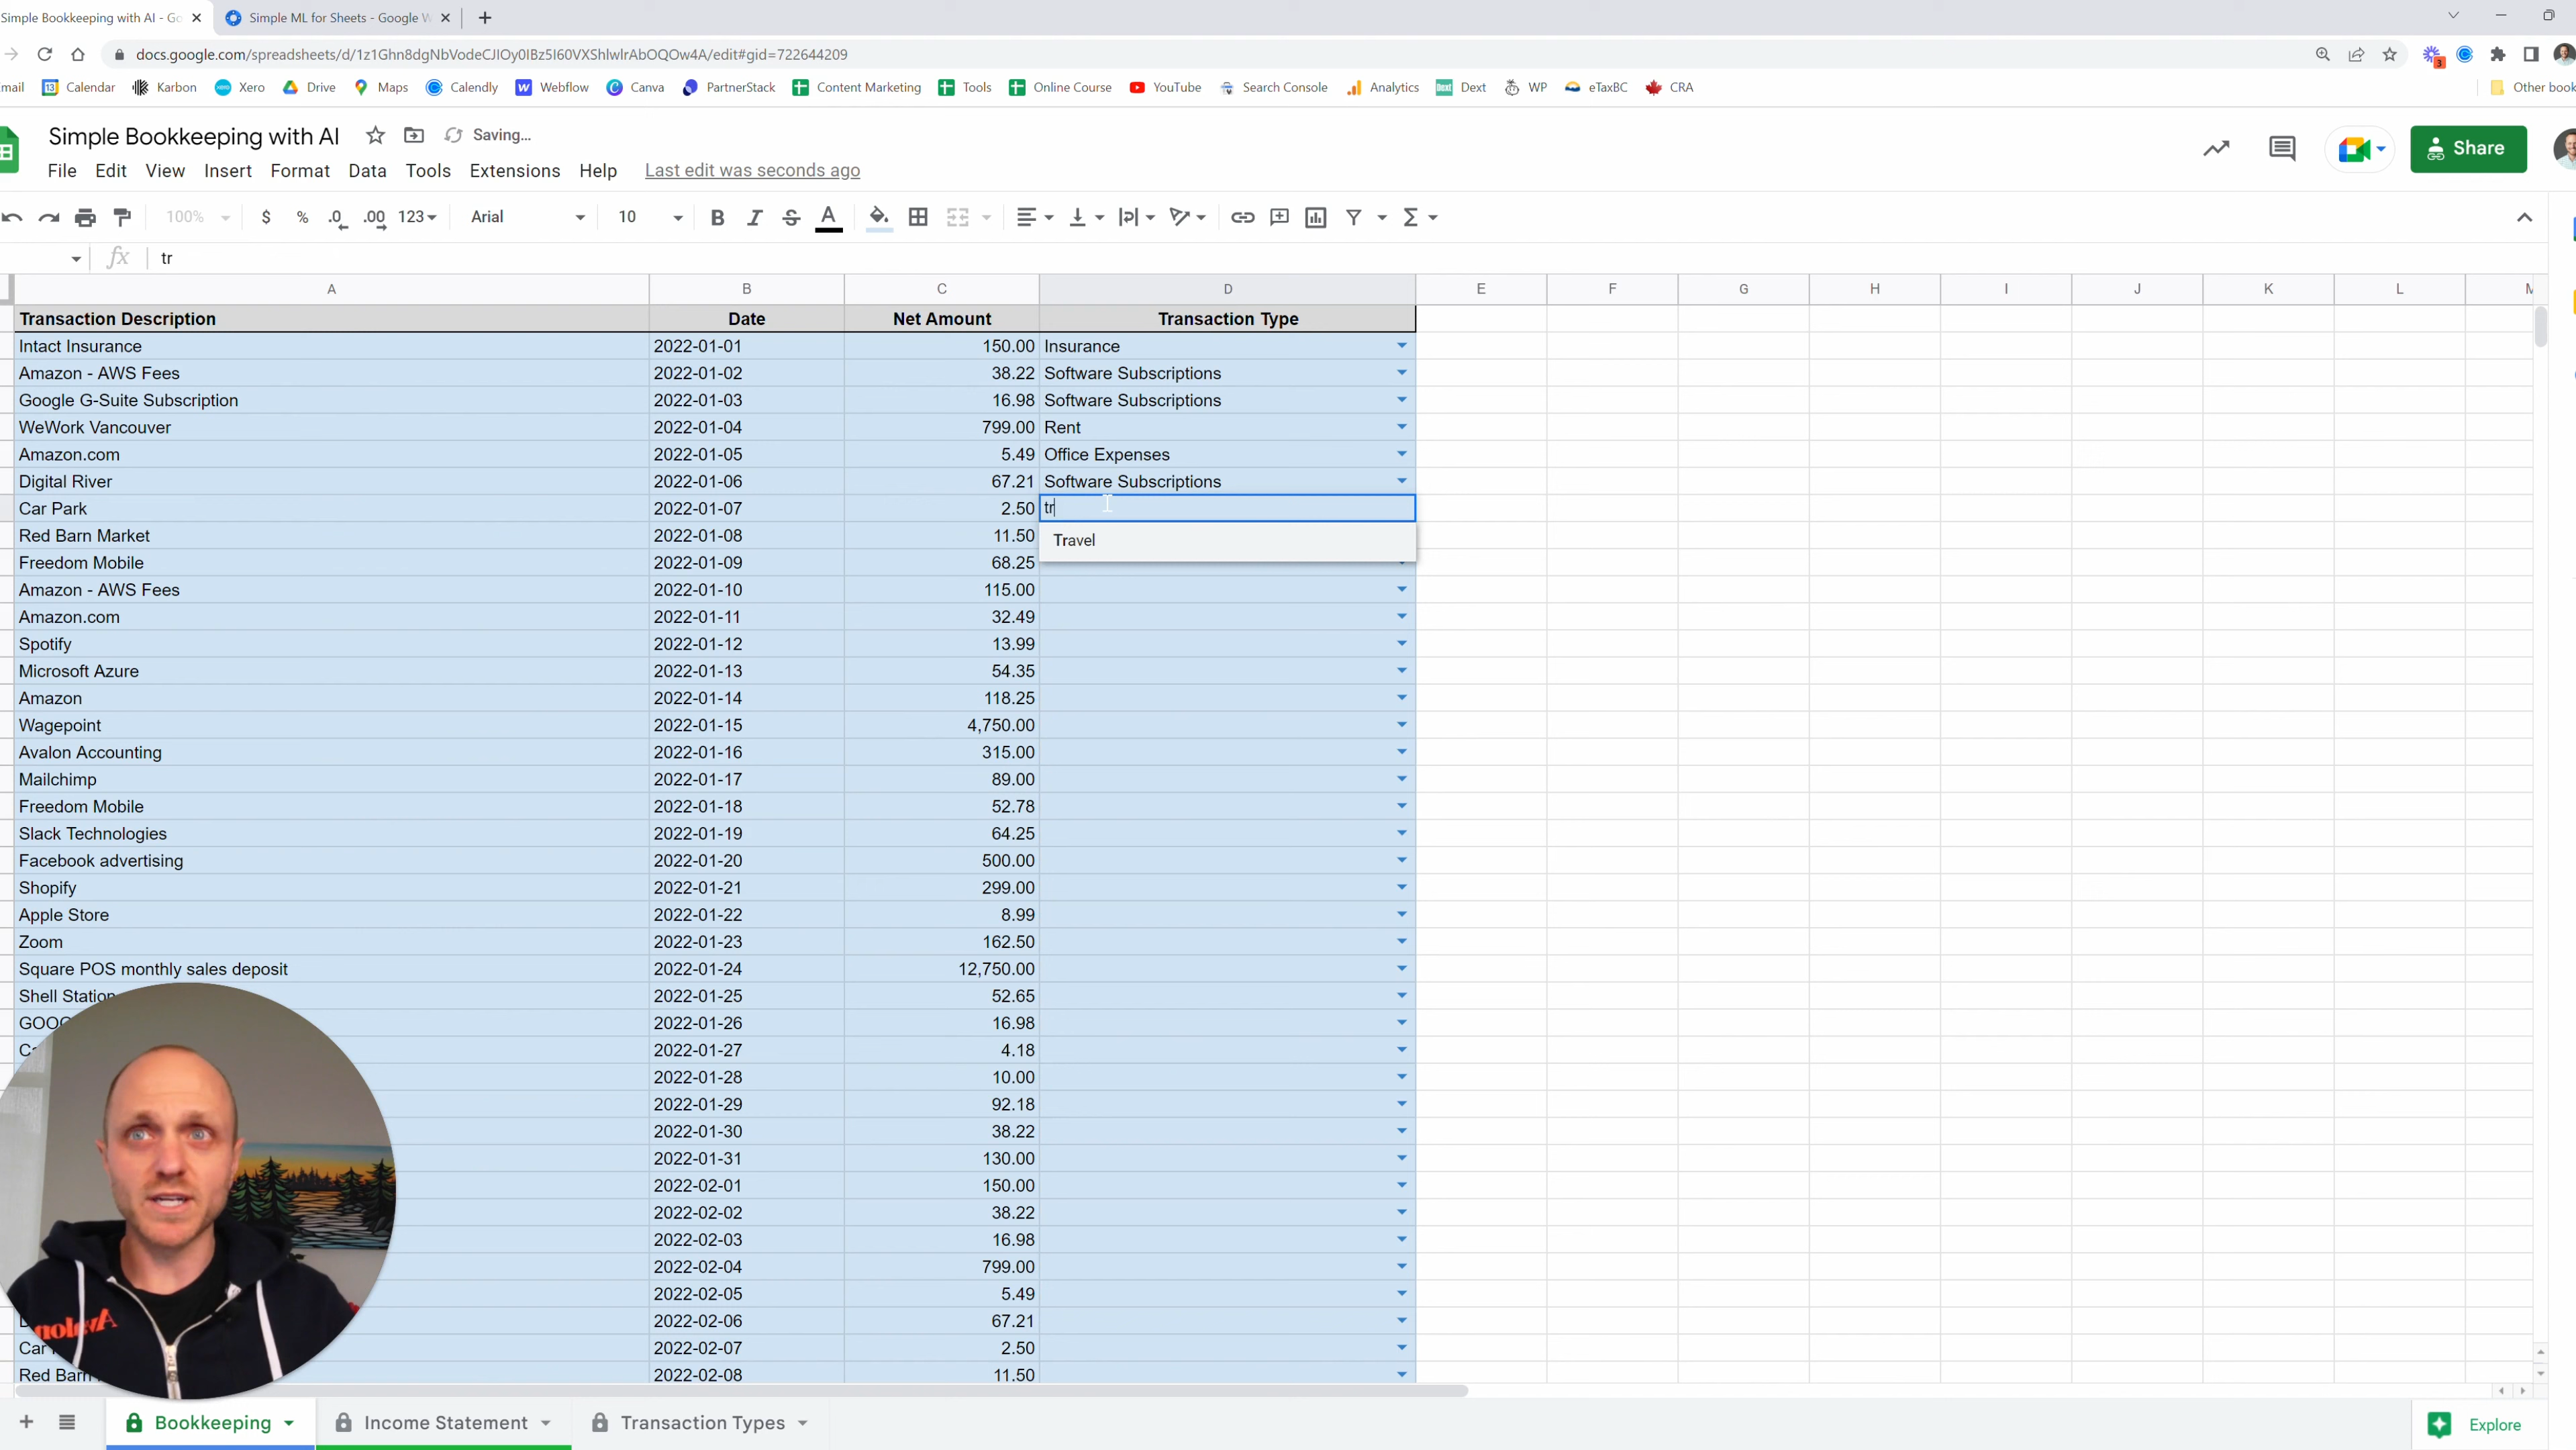 Simple Bookkeeping with AI - Go
Simple ML for Sheets - Google W
docs.google.com/spreadsheets/d/1z1Ghn8dgNbVodeCJIOy0IBz5I60VXShlwlrAbOQOw4A/edit#gid=722644209
mail Calendar Karbon Xero Drive Maps Calendly Webflow Canva PartnerStack Content Marketing Tools Online Course YouTube Search Console Analytics Dext WP eTaxBC CRA Other book
Simple Bookkeeping with AI Saving...
File Edit View Insert Format Data Tools Extensions Help Last edit was seconds ago
Share
100% $ % .0 .00 123 Arial 10 B I S A
fx tr
A B C D E F G H I J K L
Transaction Description Date Net Amount Transaction Type
Intact Insurance 2022-01-01 150.00 Insurance
Amazon - AWS Fees 2022-01-02 38.22 Software Subscriptions
Google G-Suite Subscription 2022-01-03 16.98 Software Subscriptions
WeWork Vancouver 2022-01-04 799.00 Rent
Amazon.com 2022-01-05 5.49 Office Expenses
Digital River 2022-01-06 67.21 Software Subscriptions
Car Park 2022-01-07 2.50 tr
Red Barn Market 2022-01-08 11.50 Travel
Freedom Mobile 2022-01-09 68.25
Amazon - AWS Fees 2022-01-10 115.00
Amazon.com 2022-01-11 32.49
Spotify 2022-01-12 13.99
Microsoft Azure 2022-01-13 54.35
Amazon 2022-01-14 118.25
Wagepoint 2022-01-15 4,750.00
Avalon Accounting 2022-01-16 315.00
Mailchimp 2022-01-17 89.00
Freedom Mobile 2022-01-18 52.78
Slack Technologies 2022-01-19 64.25
Facebook advertising 2022-01-20 500.00
Shopify 2022-01-21 299.00
Apple Store 2022-01-22 8.99
Zoom 2022-01-23 162.50
Square POS monthly sales deposit 2022-01-24 12,750.00
Shell Station 2022-01-25 52.65
GOOG 2022-01-26 16.98
Ca 2022-01-27 4.18
2022-01-28 10.00
2022-01-29 92.18
2022-01-30 38.22
2022-01-31 130.00
2022-02-01 150.00
2022-02-02 38.22
2022-02-03 16.98
2022-02-04 799.00
2022-02-05 5.49
2022-02-06 67.21
Car 2022-02-07 2.50
Red Barn 2022-02-08 11.50
Bookkeeping Income Statement Transaction Types Explore